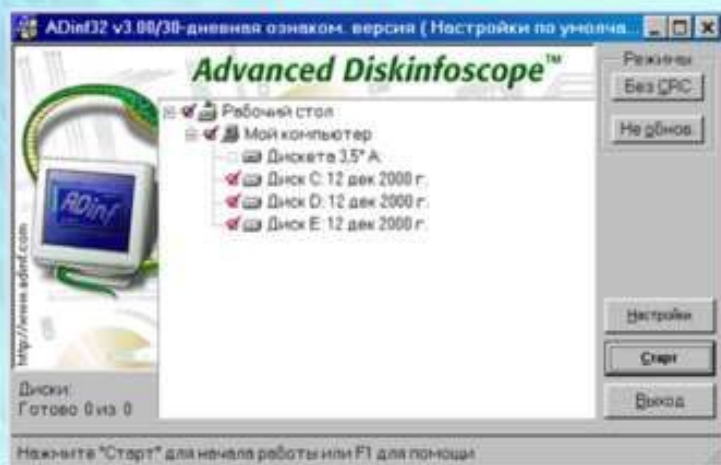 ADinf32 v3.00/30-дневная ознаком. версия ( Настройки по умолча...
Advanced Diskinfoscope™
Режимы
Без CRC
Не обнов.
Рабочий стол
Мой компьютер
Дискета 3,5" A:
Диск C: 12 дек 2000 г.
Диск D: 12 дек 2000 г.
Диск E: 12 дек 2000 г.
ADinf
http://www.adinf.com
Настройки
Старт
Выход
Диски:
Готово 0 из 0
Нажмите "Старт" для начала работы или F1 для помощи